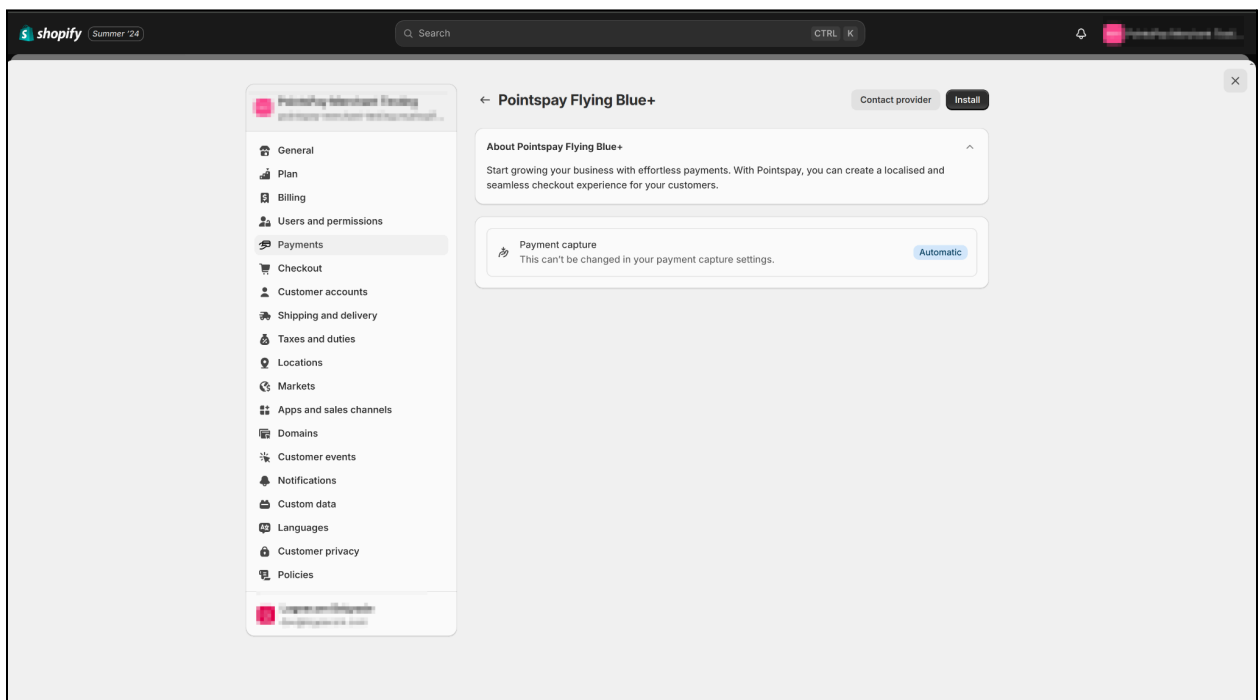 shopify Summer '24
Search
CTRL K
General
Plan
Billing
Users and permissions
Payments
Checkout
Customer accounts
Shipping and delivery
Taxes and duties
Locations
Markets
Apps and sales channels
Domains
Customer events
Notifications
Custom data
Languages
Customer privacy
Policies
Pointspay Flying Blue+
Contact provider
Install
About Pointspay Flying Blue+
Start growing your business with effortless payments. With Pointspay, you can create a localised and
seamless checkout experience for your customers.
Payment capture
This can't be changed in your payment capture settings.
Automatic